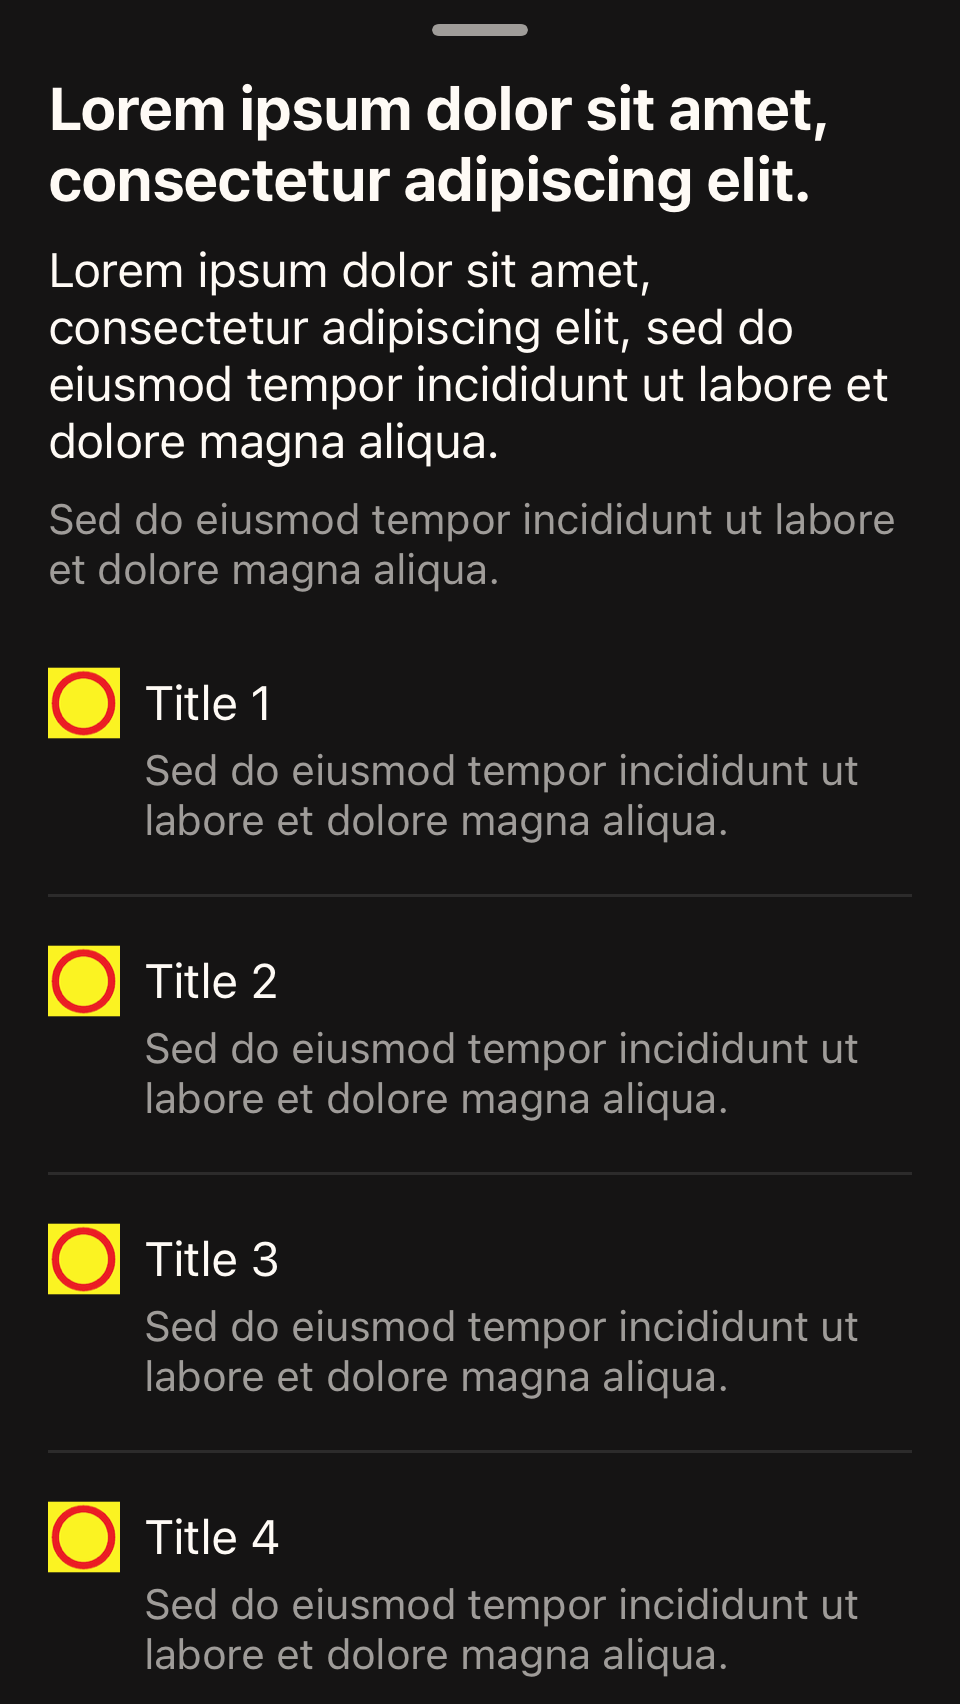 Lorem ipsum dolor sit amet,
consectetur adipiscing elit.
Lorem ipsum dolor sit amet,
consectetur adipiscing elit, sed do
eiusmod tempor incididunt ut labore et
dolore magna aliqua.
Sed do eiusmod tempor incididunt ut labore
et dolore magna aliqua.
Title 1
Sed do eiusmod tempor incididunt ut
labore et dolore magna aliqua.
Title 2
Sed do eiusmod tempor incididunt ut
labore et dolore magna aliqua.
Title 3
Sed do eiusmod tempor incididunt ut
labore et dolore magna aliqua.
Title 4
Sed do eiusmod tempor incididunt ut
labore et dolore magna aliqua.